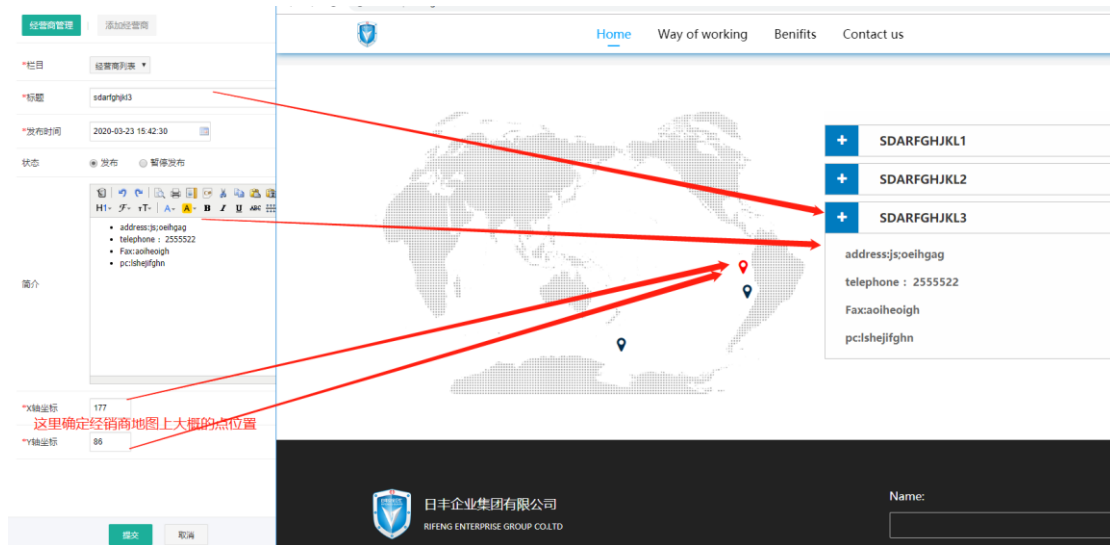 经营商管理
添加经营商
*栏目
经营商列表
*标题
sdarfghjkl3
*发布时间
2020-03-23 15:42:30
状态
发布
暂停发布
H1-
ABC
address:js;oeihgag
telephone： 2555522
Fax:aoiheoigh
pc:lshejifghn
简介
*X轴坐标
177
这里确定经销商地图上大概的点位置
*Y轴坐标
86
提交
取消
Home
Way of working
Benifits
Contact us
+ SDARFGHJKL1
+ SDARFGHJKL2
+ SDARFGHJKL3
address:js;oeihgag
telephone： 2555522
Fax:aoiheoigh
pc:lshejifghn
日丰企业集团有限公司
RIFENG ENTERPRISE GROUP CO.LTD
Name: